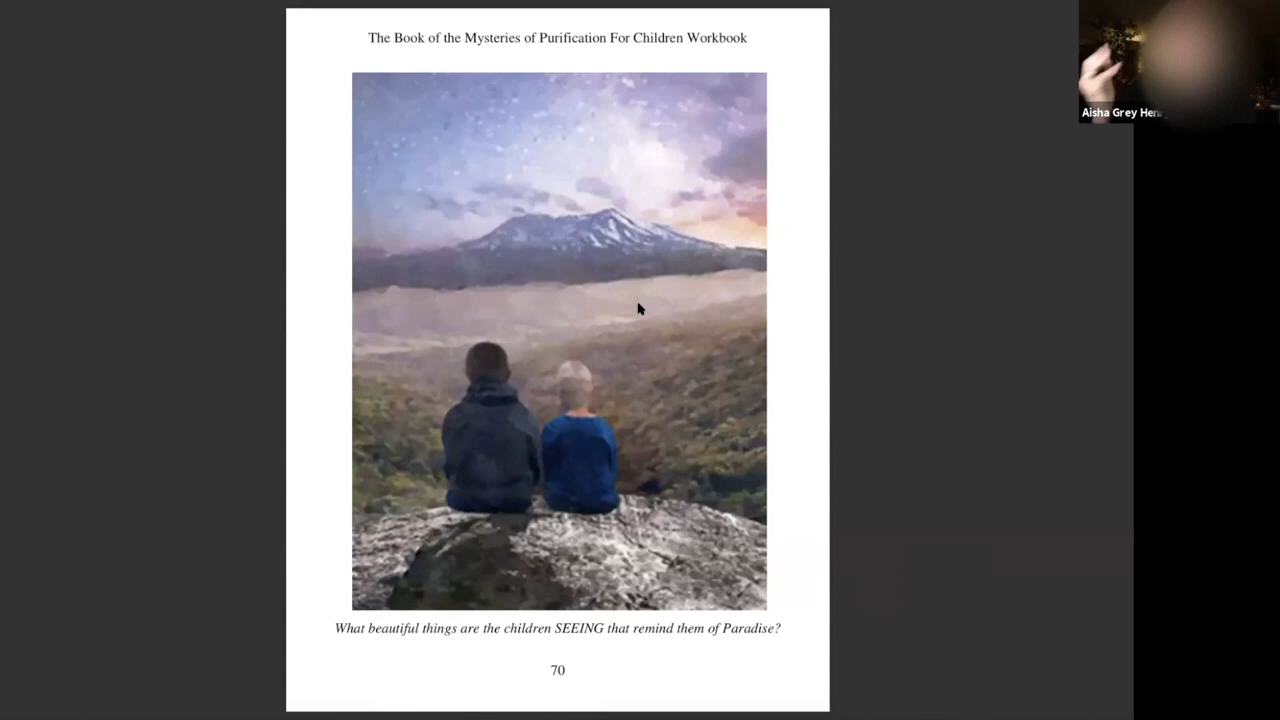 The Book of the Mysteries of Purification For Children Workbook
Aisha Grey
What beautiful things are the children SEEING that remind them of Paradise?
70